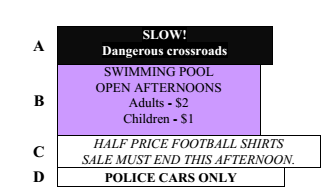 A
SLOW!
Dangerous crossroads
B
SWIMMING POOL
OPEN AFTERNOONS
Adults - $2
Children - $1
C
HALF PRICE FOOTBALL SHIRTS
SALE MUST END THIS AFTERNOON.
D
POLICE CARS ONLY